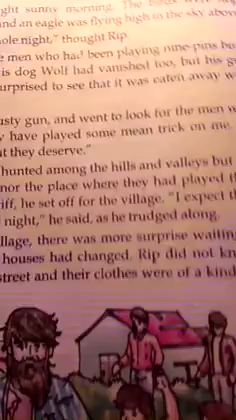 ght sunny morning. The birds were
nd an eagle was flying high in the sky above
ole night," thought Rip.
e men who had been playing nine-pins bu
is dog Wolf had vanished too, but his g
urprised to see that it was eaten away w
usty gun, and went to look for the men w
y have played some mean trick on me,
t they deserve."
hunted among the hills and valleys but
nor the place where they had played th
iff, he set off for the village. "I expect th
night," he said, as he trudged along.
llage, there was more surprise waitin
houses had changed. Rip did not kn
street and their clothes were of a kind